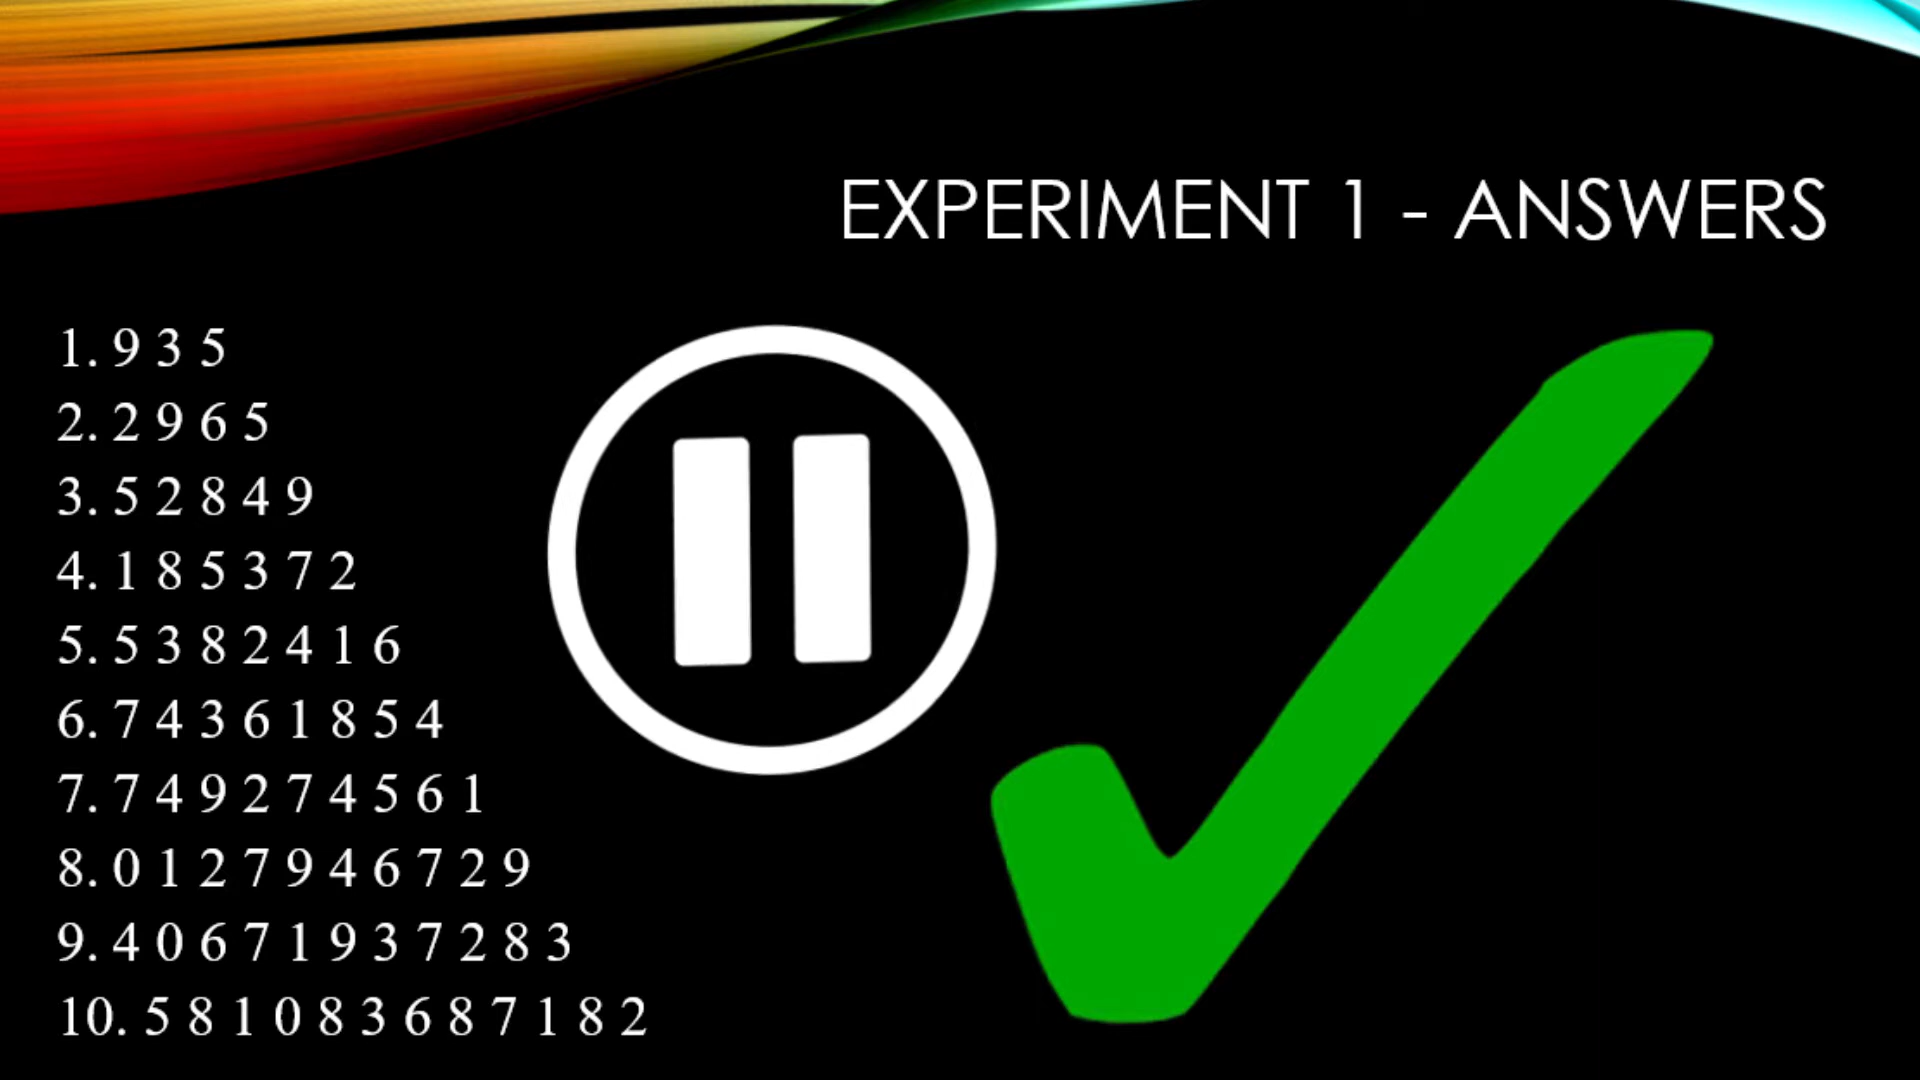 EXPERIMENT 1 - ANSWERS
1. 9 3 5
2. 2 9 6 5
3. 5 2 8 4 9
4. 1 8 5 3 7 2
5. 5 3 8 2 4 1 6
6. 7 4 3 6 1 8 5 4
7. 7 4 9 2 7 4 5 6 1
8. 0 1 2 7 9 4 6 7 2 9
9. 4 0 6 7 1 9 3 7 2 8 3
10. 5 8 1 0 8 3 6 8 7 1 8 2